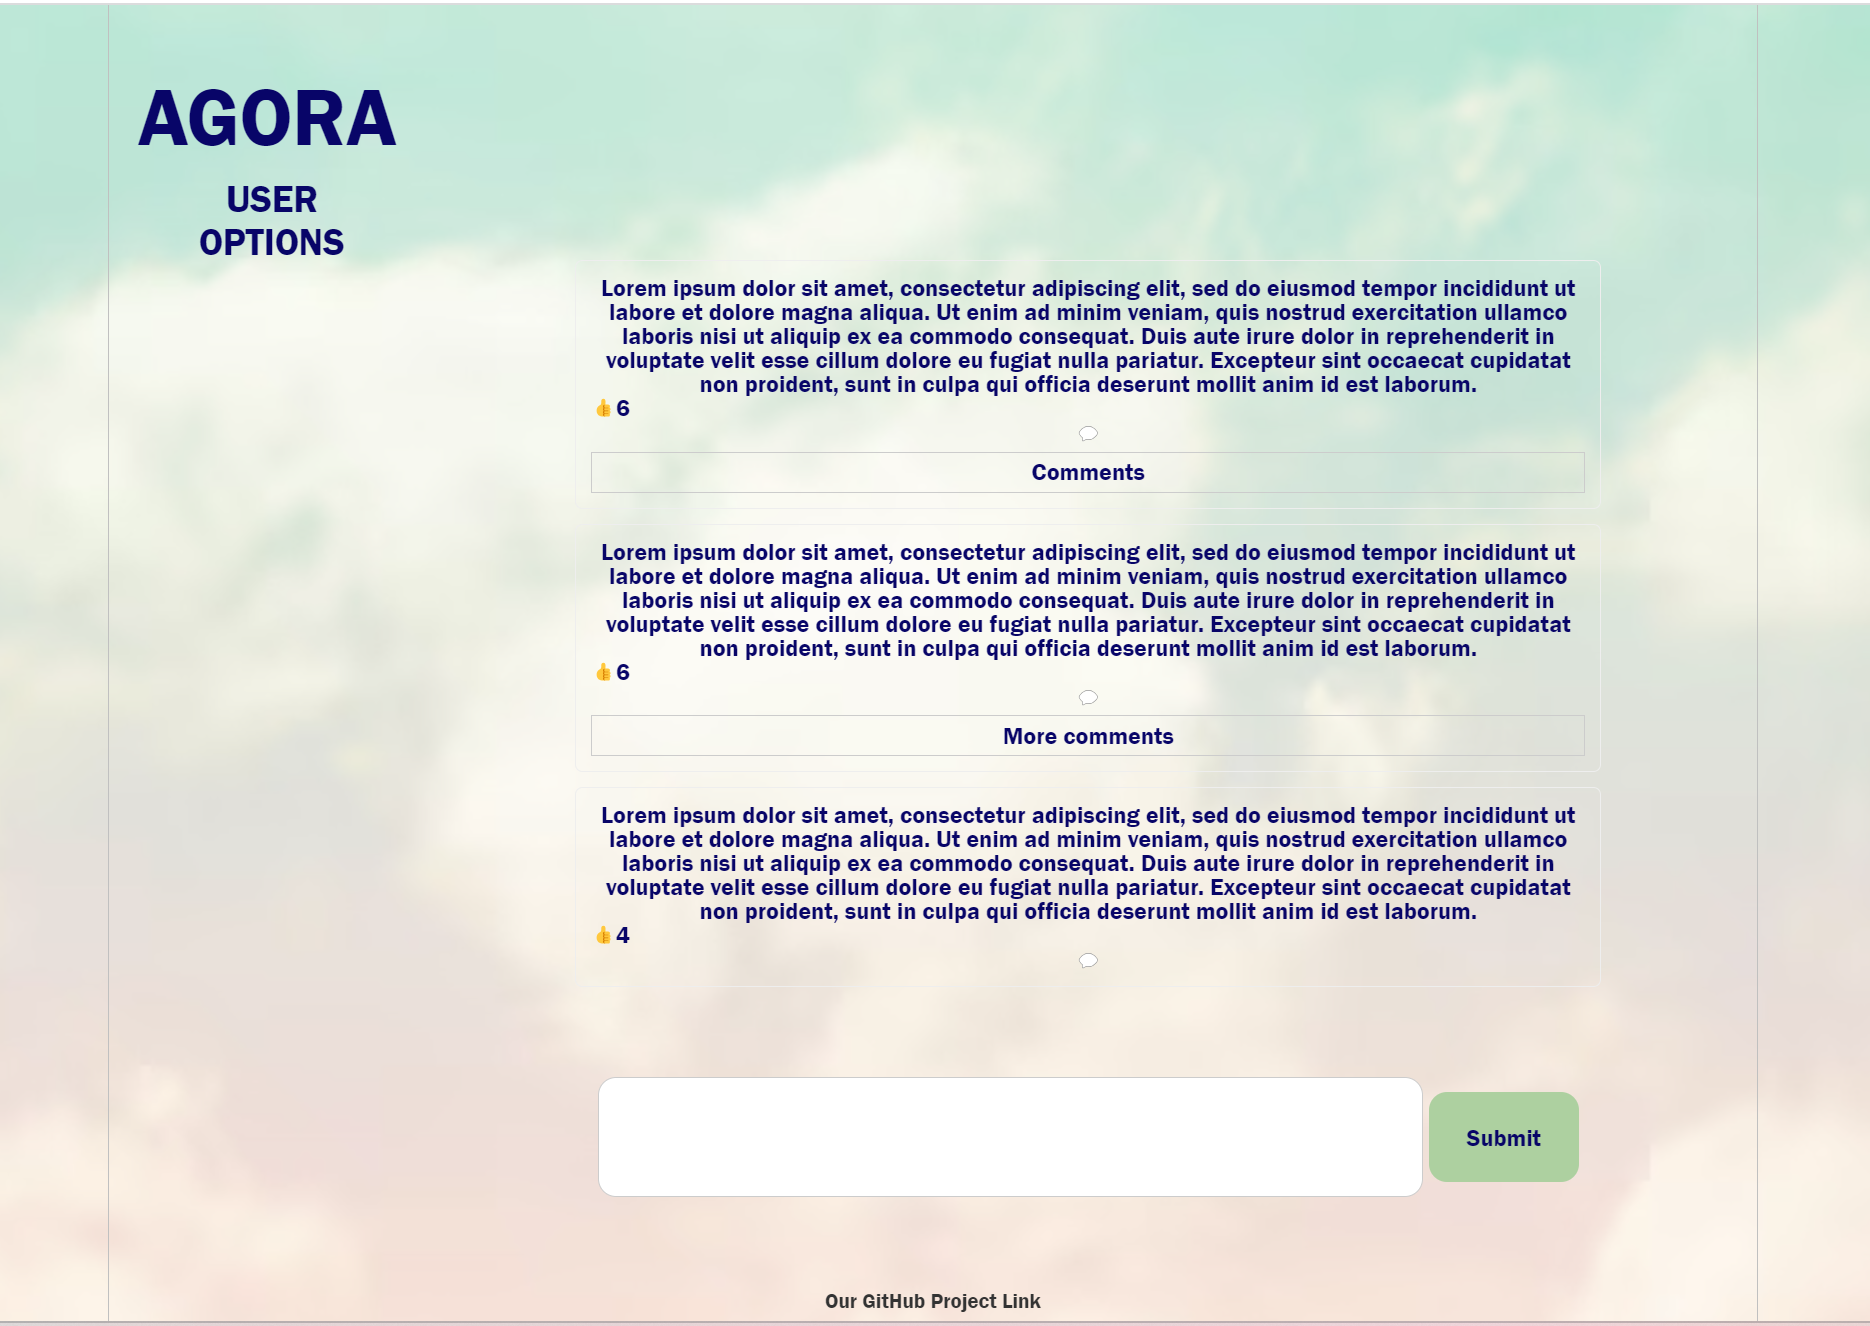 AGORA
USER
OPTIONS
Lorem ipsum dolor sit amet, consectetur adipiscing elit, sed do eiusmod tempor incididunt ut
labore et dolore magna aliqua. Ut enim ad minim veniam, quis nostrud exercitation ullamco
laboris nisi ut aliquip ex ea commodo consequat. Duis aute irure dolor in reprehenderit in
voluptate velit esse cillum dolore eu fugiat nulla pariatur. Excepteur sint occaecat cupidatat
non proident, sunt in culpa qui officia deserunt mollit anim id est laborum.
👍6
Comments
Lorem ipsum dolor sit amet, consectetur adipiscing elit, sed do eiusmod tempor incididunt ut
labore et dolore magna aliqua. Ut enim ad minim veniam, quis nostrud exercitation ullamco
laboris nisi ut aliquip ex ea commodo consequat. Duis aute irure dolor in reprehenderit in
voluptate velit esse cillum dolore eu fugiat nulla pariatur. Excepteur sint occaecat cupidatat
non proident, sunt in culpa qui officia deserunt mollit anim id est laborum.
👍6
More comments
Lorem ipsum dolor sit amet, consectetur adipiscing elit, sed do eiusmod tempor incididunt ut
labore et dolore magna aliqua. Ut enim ad minim veniam, quis nostrud exercitation ullamco
laboris nisi ut aliquip ex ea commodo consequat. Duis aute irure dolor in reprehenderit in
voluptate velit esse cillum dolore eu fugiat nulla pariatur. Excepteur sint occaecat cupidatat
non proident, sunt in culpa qui officia deserunt mollit anim id est laborum.
👍4
Submit
Our GitHub Project Link